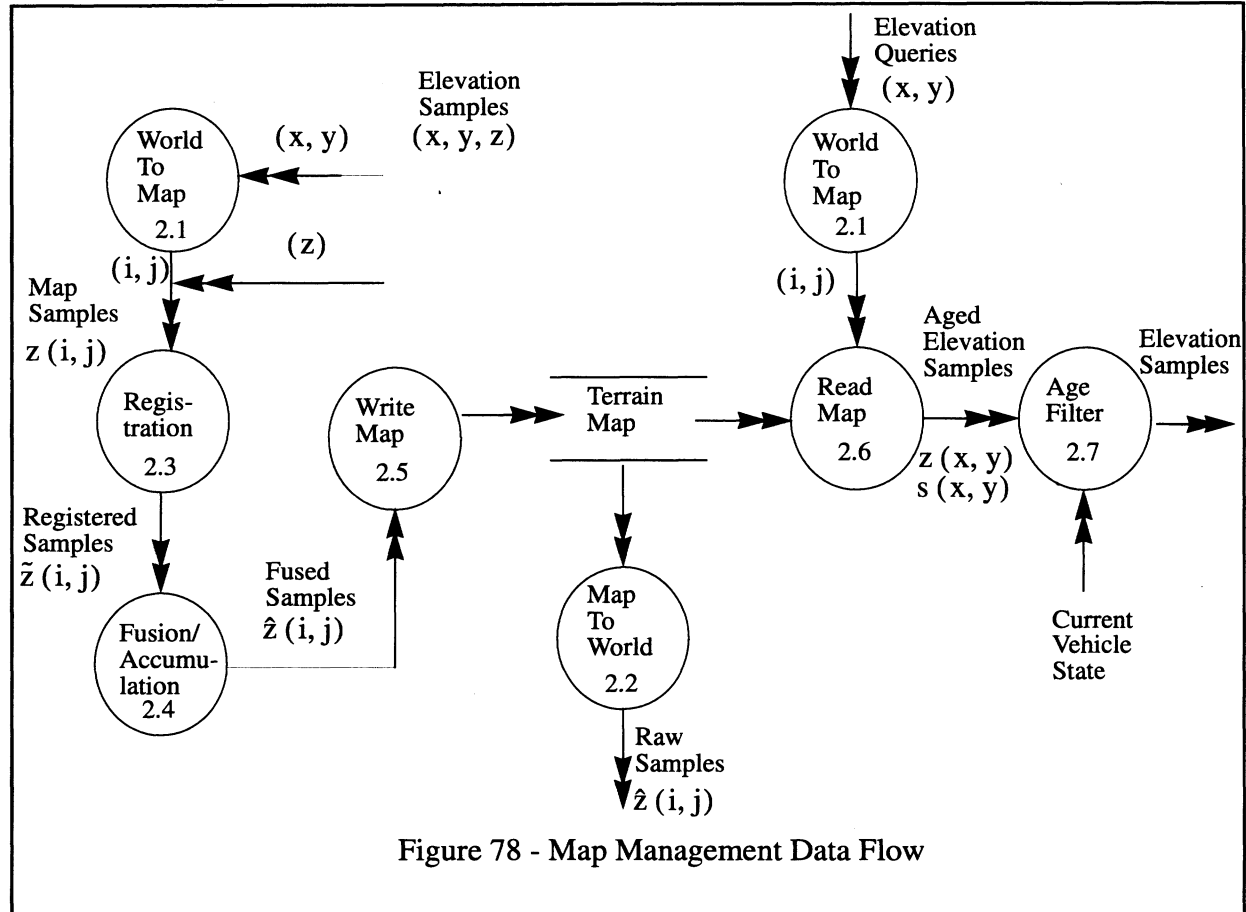 Elevation
Samples
(x, y, z)
(x, y)
World
To
Map
2.1
(z)
(i, j)
Map
Samples
z (i, j)
Regis-
tration
2.3
Registered
Samples
z̃ (i, j)
Fusion/
Accumu-
lation
2.4
Fused
Samples
ẑ (i, j)
Write
Map
2.5
Terrain
Map
Map
To
World
2.2
Raw
Samples
ẑ (i, j)
Elevation
Queries
(x, y)
World
To
Map
2.1
(i, j)
Read
Map
2.6
Aged
Elevation
Samples
z (x, y)
s (x, y)
Age
Filter
2.7
Elevation
Samples
Current
Vehicle
State
Figure 78 - Map Management Data Flow